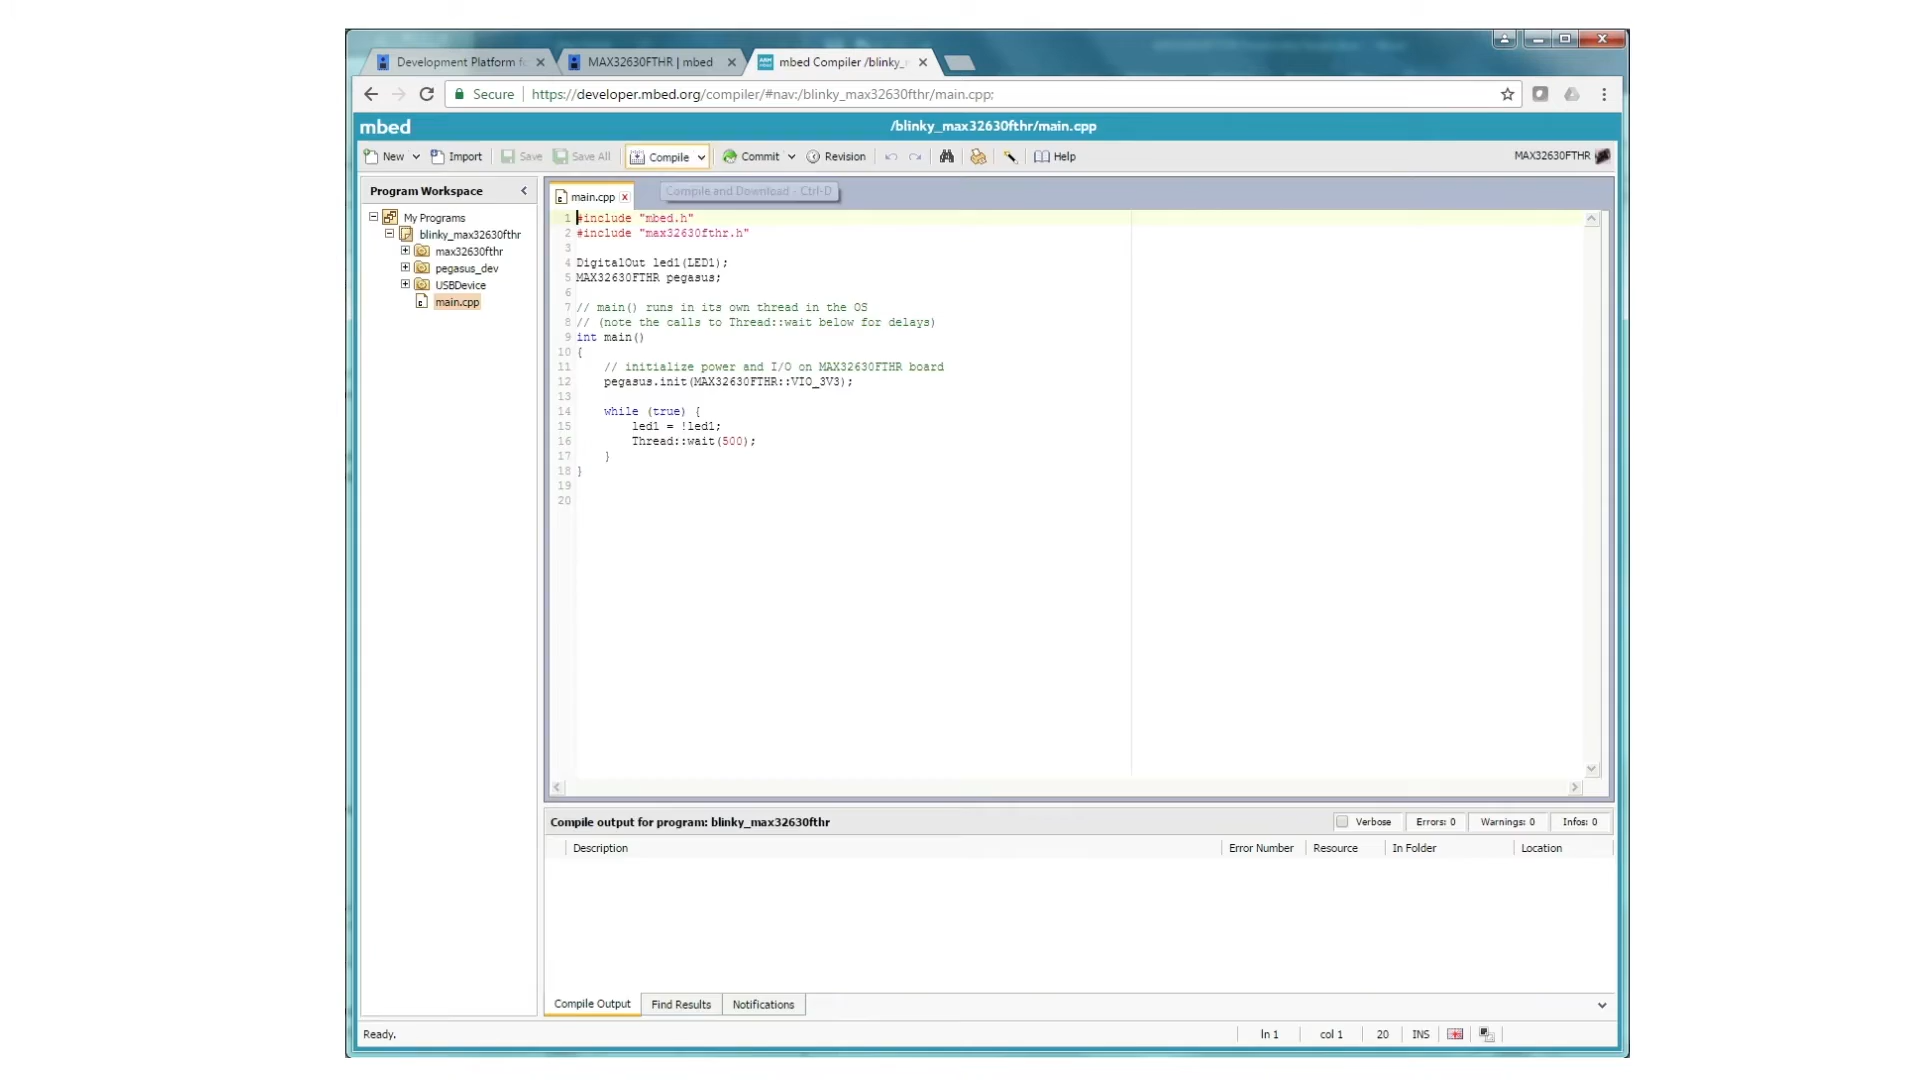 Development Platform fo
MAX32630FTHR | mbed
mbed Compiler /blinky_
Secure
https://developer.mbed.org/compiler/#nav:/blinky_max32630fthr/main.cpp;
mbed
/blinky_max32630fthr/main.cpp
New
Import
Save
Save All
Compile
Commit
Revision
Help
MAX32630FTHR
Program Workspace
My Programs
blinky_max32630fthr
max32630fthr
pegasus_dev
USBDevice
main.cpp
main.cpp
Compile and Download - Ctrl-D
1 #include "mbed.h"
2 #include "max32630fthr.h"
3
4 DigitalOut led1(LED1);
5 MAX32630FTHR pegasus;
6
7 // main() runs in its own thread in the OS
8 // (note the calls to Thread::wait below for delays)
9 int main()
10 {
11 // initialize power and I/O on MAX32630FTHR board
12 pegasus.init(MAX32630FTHR::VIO_3V3);
13
14 while (true) {
15 led1 = !led1;
16 Thread::wait(500);
17 }
18 }
19
20
Compile output for program: blinky_max32630fthr
Verbose
Errors: 0
Warnings: 0
Infos: 0
Description
Error Number
Resource
In Folder
Location
Compile Output
Find Results
Notifications
Ready.
ln 1
col 1
20
INS